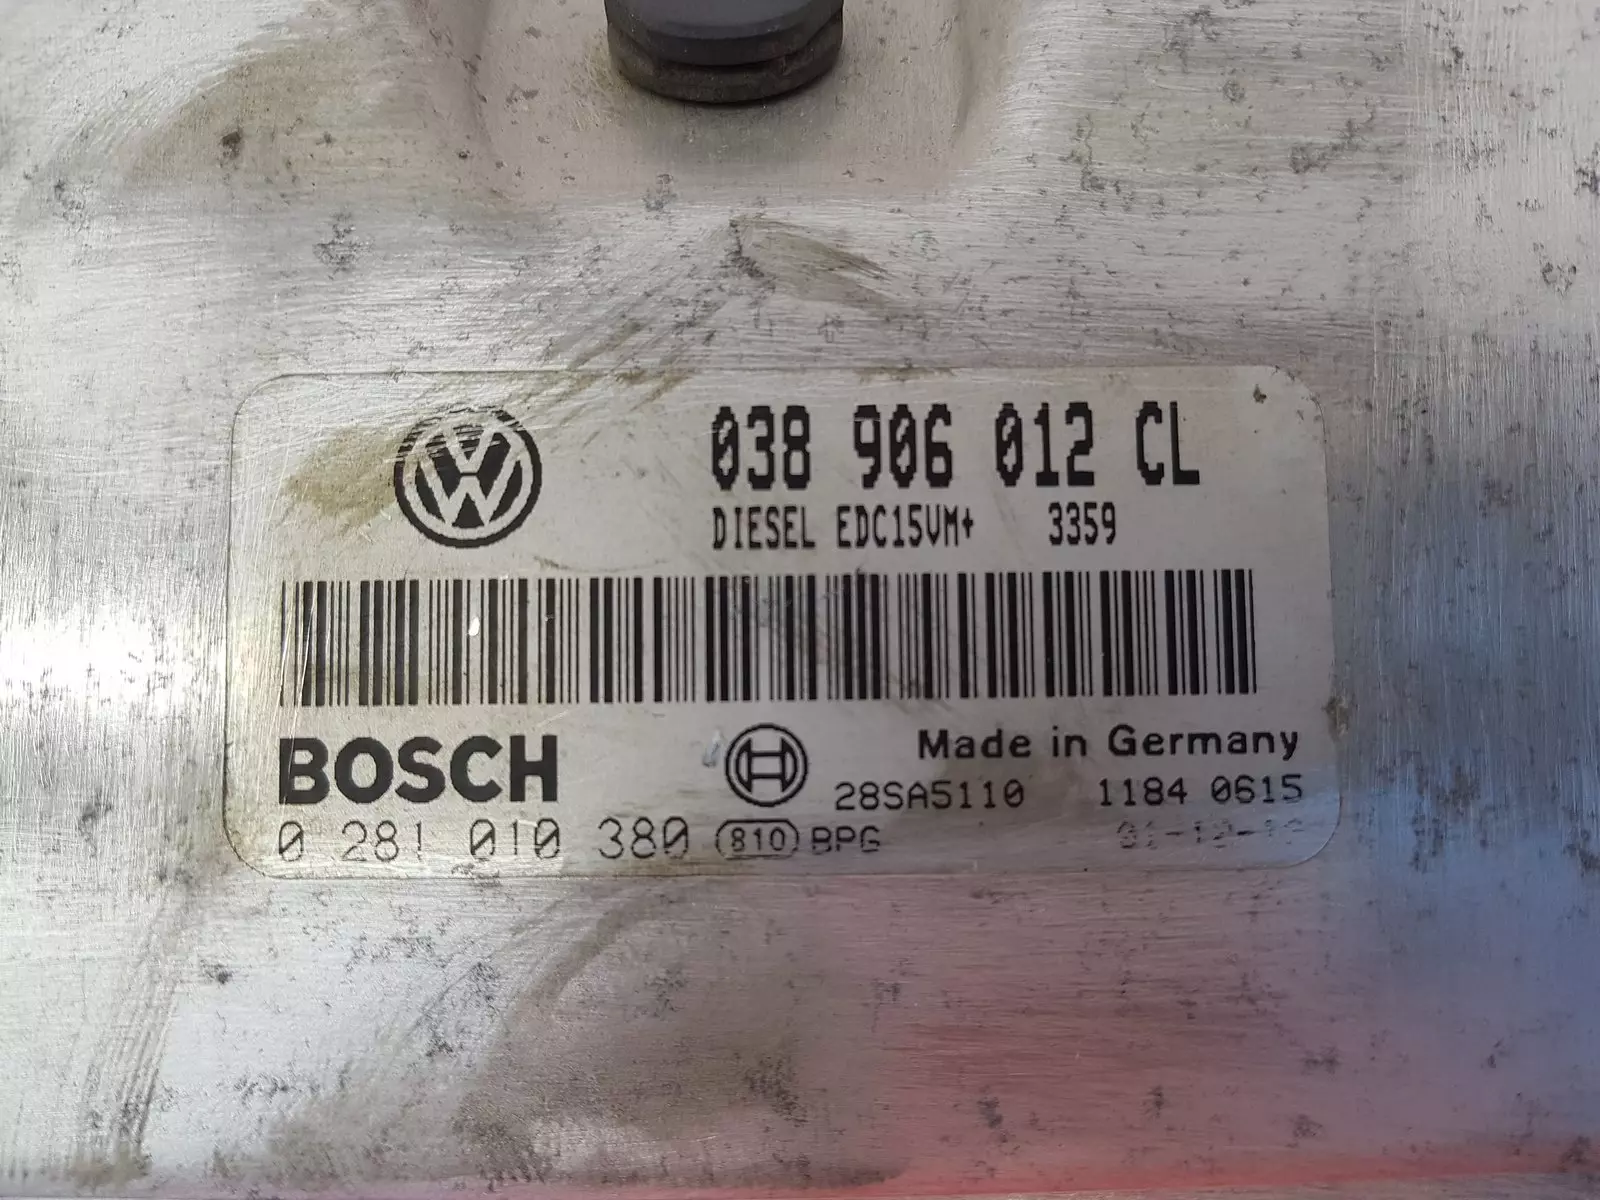 038 906 012 CL
DIESEL EDC15VM+ 3359
BOSCH
Made in Germany
28SA5110 1184 0615
0 281 010 380 810 BPG